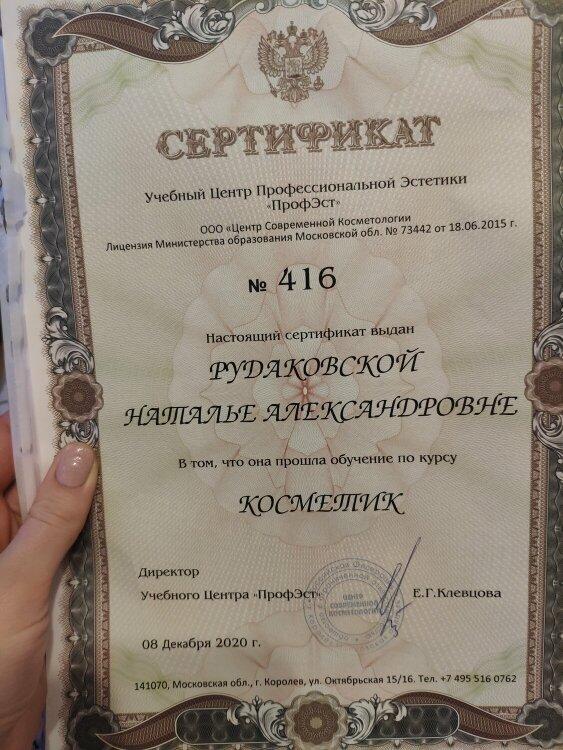 СЕРТИФИКАТ
Учебный Центр Профессиональной Эстетики
«ПрофЭст»
ООО «Центр Современной Косметологии
Лицензия Министерства образования Московской обл. № 73442 от 18.06.2015 г.
№ 416
Настоящий сертификат выдан
РУДАКОВСКОЙ
НАТАЛЬЕ АЛЕКСАНДРОВНЕ
В том, что она прошла обучение по курсу
КОСМЕТИК
Директор
Учебного Центра «ПрофЭст»
Е.Г.Клевцова
ЦЕНТР
СОВРЕМЕННОЙ
КОСМЕТОЛОГИИ
08 Декабря 2020 г.
141070, Московская обл., г. Королев, ул. Октябрьская 15/16. Тел. +7 495 516 0762